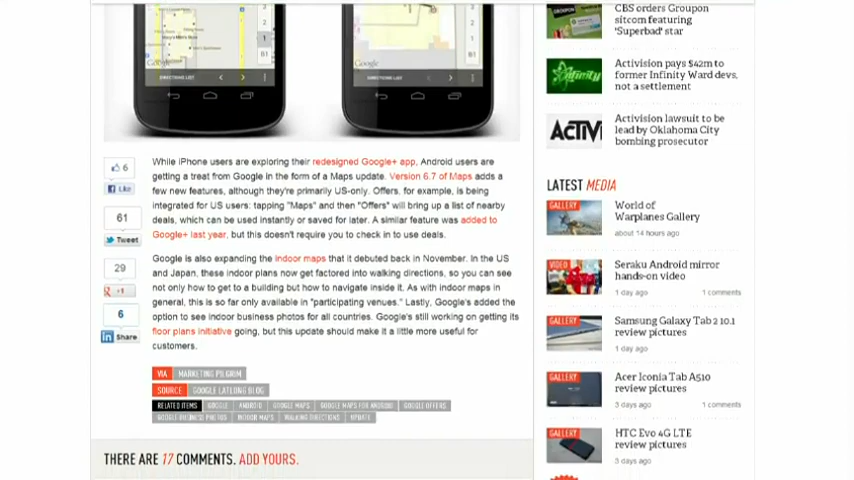 Google
DIRECTIONS LIST
2
1
B1
Google
DIRECTIONS LIST
2
1
B1
6
Like
61
Tweet
29
+1
6
in Share
While iPhone users are exploring their redesigned Google+ app, Android users are
getting a treat from Google in the form of a Maps update. Version 6.7 of Maps adds a
few new features, although they're primarily US-only. Offers, for example, is being
integrated for US users: tapping "Maps" and then "Offers" will bring up a list of nearby
deals, which can be used instantly or saved for later. A similar feature was added to
Google+ last year, but this doesn't require you to check in to use deals.
Google is also expanding the indoor maps that it debuted back in November. In the US
and Japan, these indoor plans now get factored into walking directions, so you can see
not only how to get to a building but how to navigate inside it. As with indoor maps in
general, this is so far only available in "participating venues." Lastly, Google's added the
option to see indoor business photos for all countries. Google's still working on getting its
floor plans initiative going, but this update should make it a little more useful for
customers.
VIA MARKETING PILGRIM
SOURCE GOOGLE LATLONG BLOG
RELATED ITEMS GOOGLE ANDROID GOOGLE MAPS GOOGLE MAPS FOR ANDROID GOOGLE OFFERS
GOOGLE BUSINESS PHOTOS INDOOR MAPS WALKING DIRECTIONS UPDATE
THERE ARE 17 COMMENTS. ADD YOURS.
GROUPON
CBS orders Groupon
sitcom featuring
'Superbad' star
infinity
Activision pays $42m to
former Infinity Ward devs,
not a settlement
ACTIVI
Activision lawsuit to be
lead by Oklahoma City
bombing prosecutor
LATEST MEDIA
GALLERY
World of
Warplanes Gallery
about 14 hours ago
VIDEO
Seraku Android mirror
hands-on video
1 day ago 1 comments
GALLERY
Samsung Galaxy Tab 2 10.1
review pictures
1 day ago
GALLERY
Acer Iconia Tab A510
review pictures
3 days ago 1 comments
GALLERY
HTC Evo 4G LTE
review pictures
3 days ago